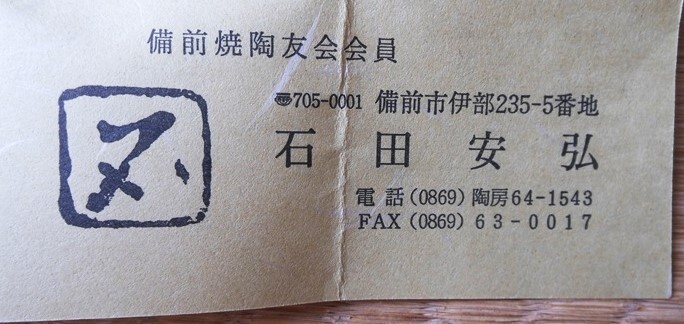 備前焼陶友会会員
〠705-0001 備前市伊部235-5番地
石田安弘
電話(0869)陶房64-1543
FAX(0869)63-0017